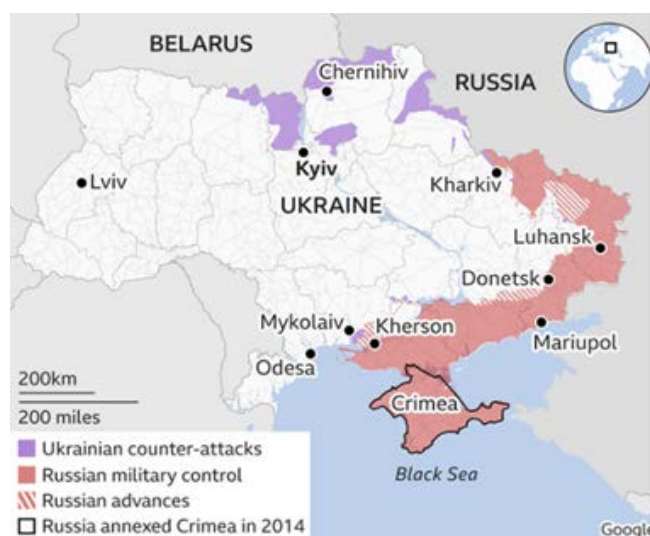 BELARUS
Chernihiv
RUSSIA
Kyiv
Lviv
Kharkiv
UKRAINE
Luhansk
Donetsk
Mykolaiv
Kherson
Mariupol
Odesa
200km
200 miles
Crimea
Black Sea
Ukrainian counter-attacks
Russian military control
Russian advances
Russia annexed Crimea in 2014
Google